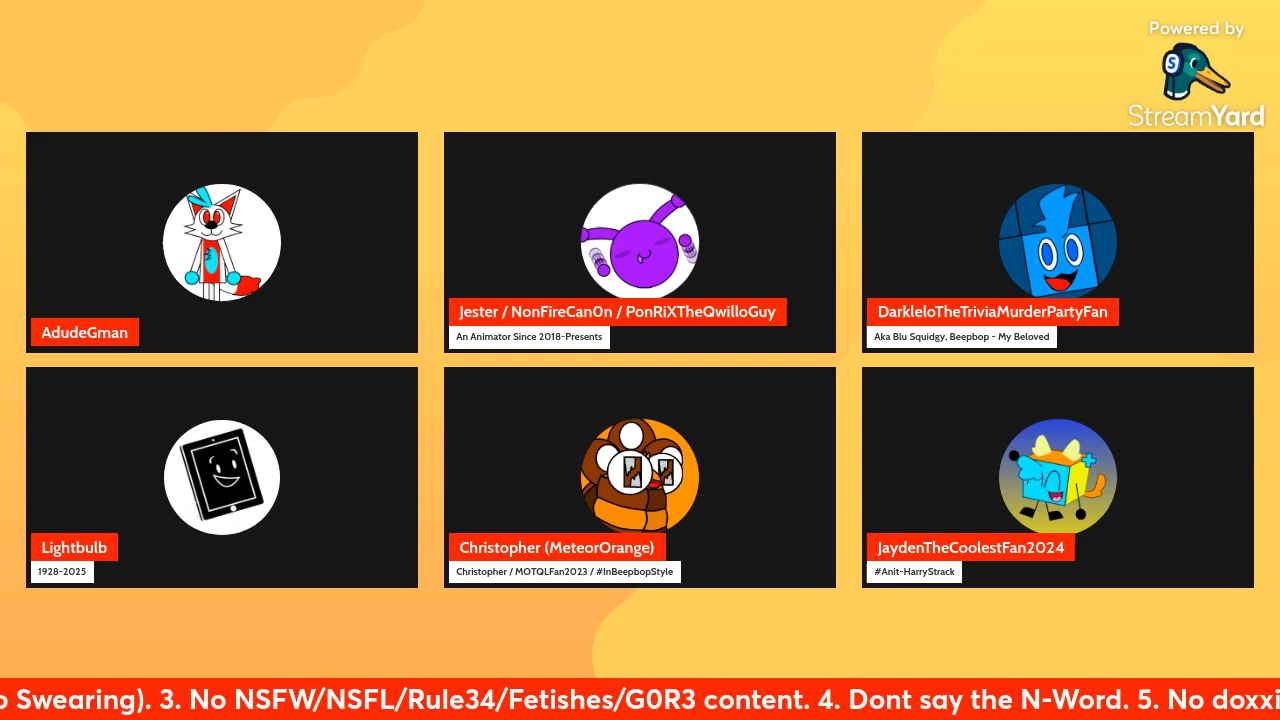 Powered by
S
StreamYard
AdudeGman
Jester / NonFireCan0n / PonRiXTheQwilloGuy
An Animator Since 2018-Presents
DarkleloTheTriviaMurderPartyFan
Aka Blu Squidgy, Beepbop - My Beloved
Lightbulb
1928-2025
Christopher (MeteorOrange)
Christopher / MOTQLFan2023 / #InBeepbopStyle
JaydenTheCoolestFan2024
#Anit-HarryStrack
o Swearing). 3. No NSFW/NSFL/Rule34/Fetishes/G0R3 content. 4. Dont say the N-Word. 5. No doxxi